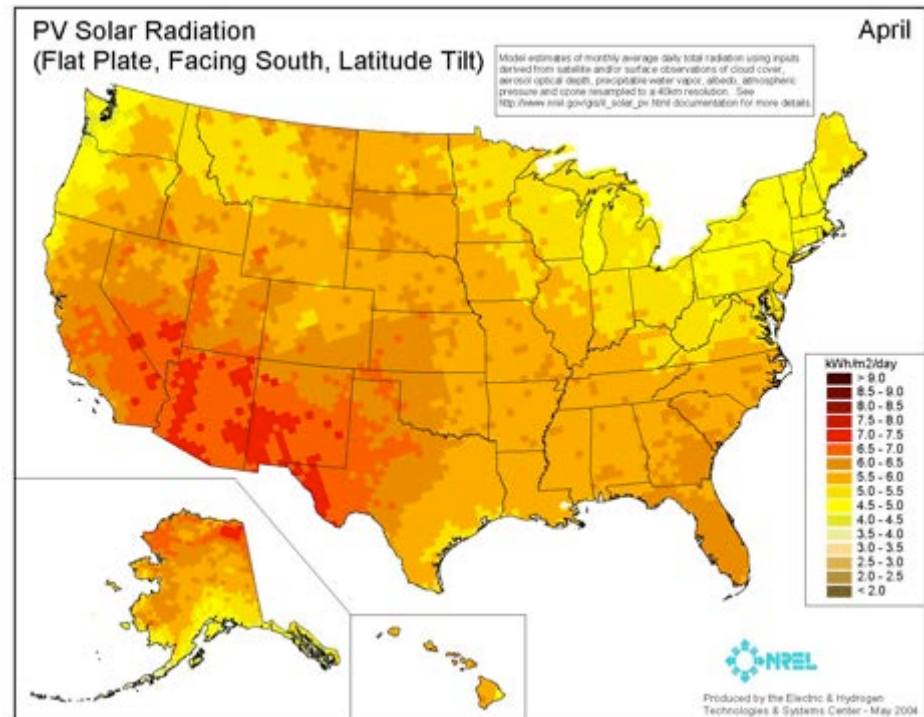 PV Solar Radiation
(Flat Plate, Facing South, Latitude Tilt)
April
Model estimates of monthly average daily total radiation using inputs
derived from satellite and/or surface observations of cloud cover,
aerosol optical depth, precipitable water vapor, albedo, atmospheric
pressure and ozone resampled to a 40km resolution. See
http://www.nrel.gov/gis/il_solar_pv.html documentation for more details.
kWh/m2/day
> 9.0
8.5 - 9.0
8.0 - 8.5
7.5 - 8.0
7.0 - 7.5
6.5 - 7.0
6.0 - 6.5
5.5 - 6.0
5.0 - 5.5
4.5 - 5.0
4.0 - 4.5
3.5 - 4.0
3.0 - 3.5
2.5 - 3.0
2.0 - 2.5
< 2.0
NREL
Produced by the Electric & Hydrogen
Technologies & Systems Center - May 2004